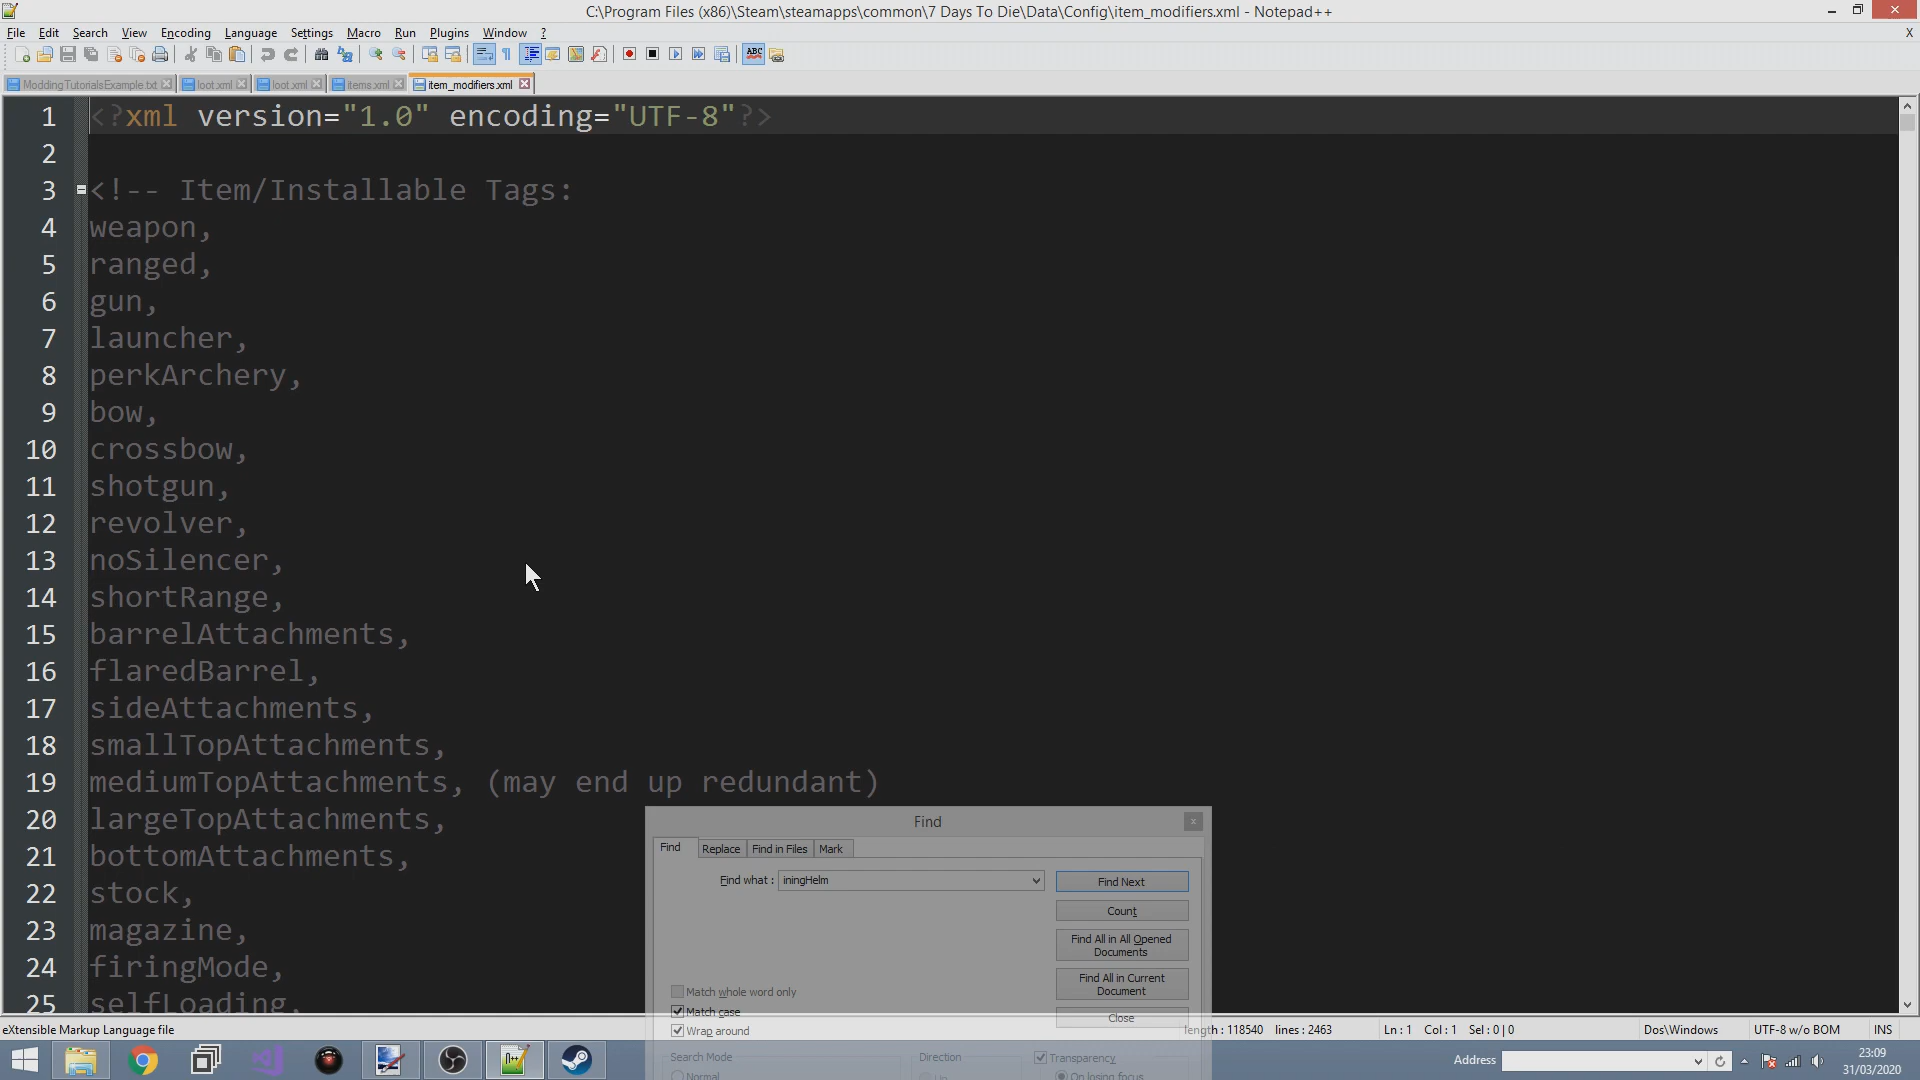 C:\Program Files (x86)\Steam\steamapps\common\7 Days To Die\Data\Config\item_modifiers.xml - Notepad++
File Edit Search View Encoding Language Settings Macro Run Plugins Window ? X
ModdingTutorialsExample.txt loot.xml loot.xml items.xml item_modifiers.xml
1 <?xml version="1.0" encoding="UTF-8"?>
2
3 <!-- Item/Installable Tags:
4 weapon,
5 ranged,
6 gun,
7 launcher,
8 perkArchery,
9 bow,
10 crossbow,
11 shotgun,
12 revolver,
13 noSilencer,
14 shortRange,
15 barrelAttachments,
16 flaredBarrel,
17 sideAttachments,
18 smallTopAttachments,
19 mediumTopAttachments, (may end up redundant)
20 largeTopAttachments,
21 bottomAttachments,
22 stock,
23 magazine,
24 firingMode,
25 selfLoading,
Find
Find Replace Find in Files Mark
Find what : iningHelm
Find Next
Count
Find All in All Opened Documents
Find All in Current Document
Close
Match whole word only
Match case
Wrap around
Search Mode
Normal
Direction
Up
Transparency
On losing focus
eXtensible Markup Language file length : 118540 lines : 2463 Ln : 1 Col : 1 Sel : 0 | 0 Dos\Windows UTF-8 w/o BOM INS
Address
23:09
31/03/2020